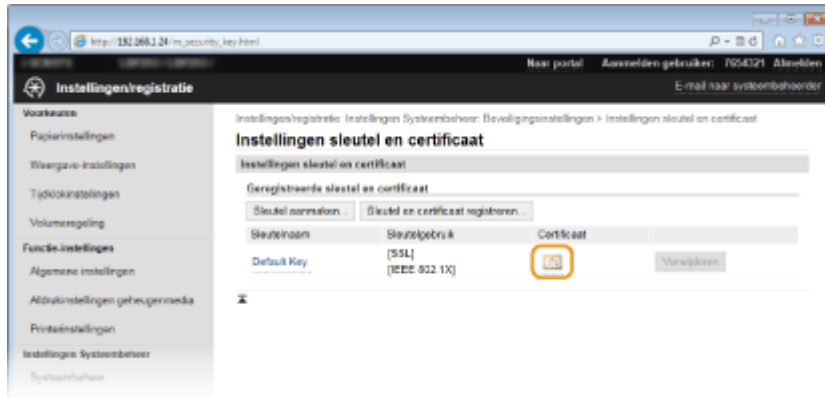 http://192.168.1.24/m_security_key.html
Naar portal Aanmelden gebruiker: 7654321 Afmelden
Instellingen/registratie E-mail naar systeembeheerder
Voorkeuren
Papierinstellingen
Weergave-instellingen
Tijdklokinstellingen
Volumeregeling
Functie-instellingen
Algemene instellingen
Afdrukinstellingen geheugenmedia
Printerinstellingen
Instellingen Systeembeheer
Systeembeheer
Instellingen/registratie: Instellingen Systeembeheer: Beveiligingsinstellingen > Instellingen sleutel en certificaat
Instellingen sleutel en certificaat
Instellingen sleutel en certificaat
Geregistreerde sleutel en certificaat
Sleutel aanmaken... Sleutel en certificaat registreren...
Sleutelnaam Sleutelgebruik Certificaat
Default Key [SSL] Verwijderen
[IEEE 802.1X]